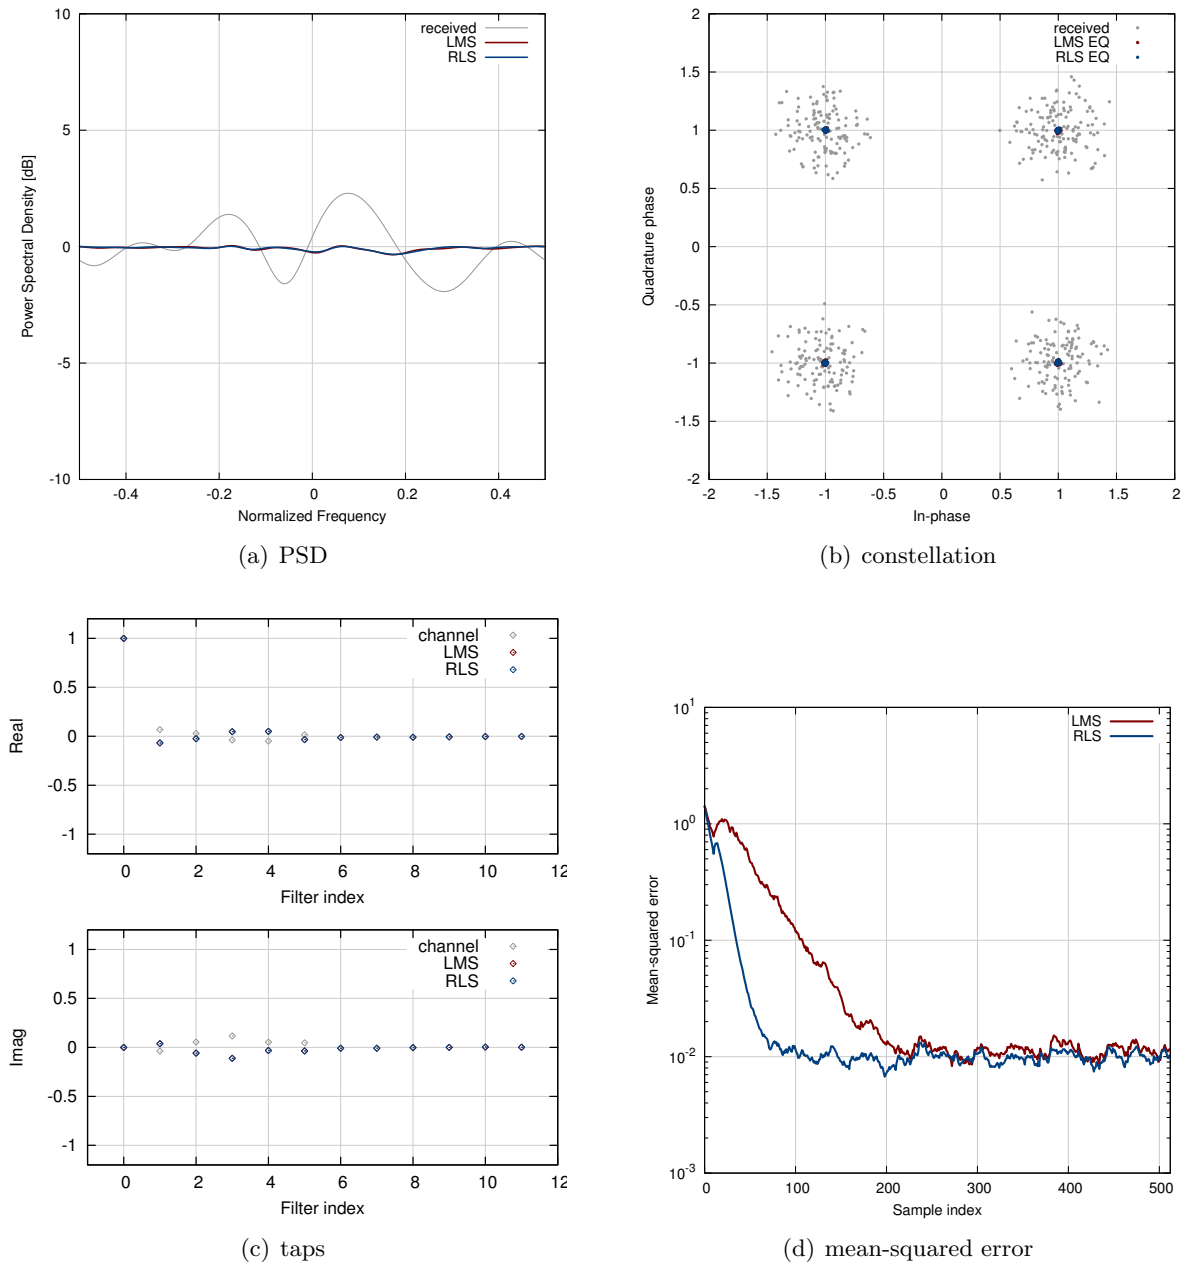 10
5
0
-5
-10
-0.4
-0.2
0
0.2
0.4
Power Spectral Density [dB]
Normalized Frequency
received
LMS
RLS
(a) PSD
2
1.5
1
0.5
0
-0.5
-1
-1.5
-2
-2
-1.5
-1
-0.5
0
0.5
1
1.5
2
Quadrature phase
In-phase
received
LMS EQ
RLS EQ
(b) constellation
1
0.5
0
-0.5
-1
0
2
4
6
8
10
12
Real
Filter index
channel
LMS
RLS
1
0.5
0
-0.5
-1
0
2
4
6
8
10
12
Imag
Filter index
channel
LMS
RLS
(c) taps
10^1
10^0
10^-1
10^-2
10^-3
0
100
200
300
400
500
Mean-squared error
Sample index
LMS
RLS
(d) mean-squared error